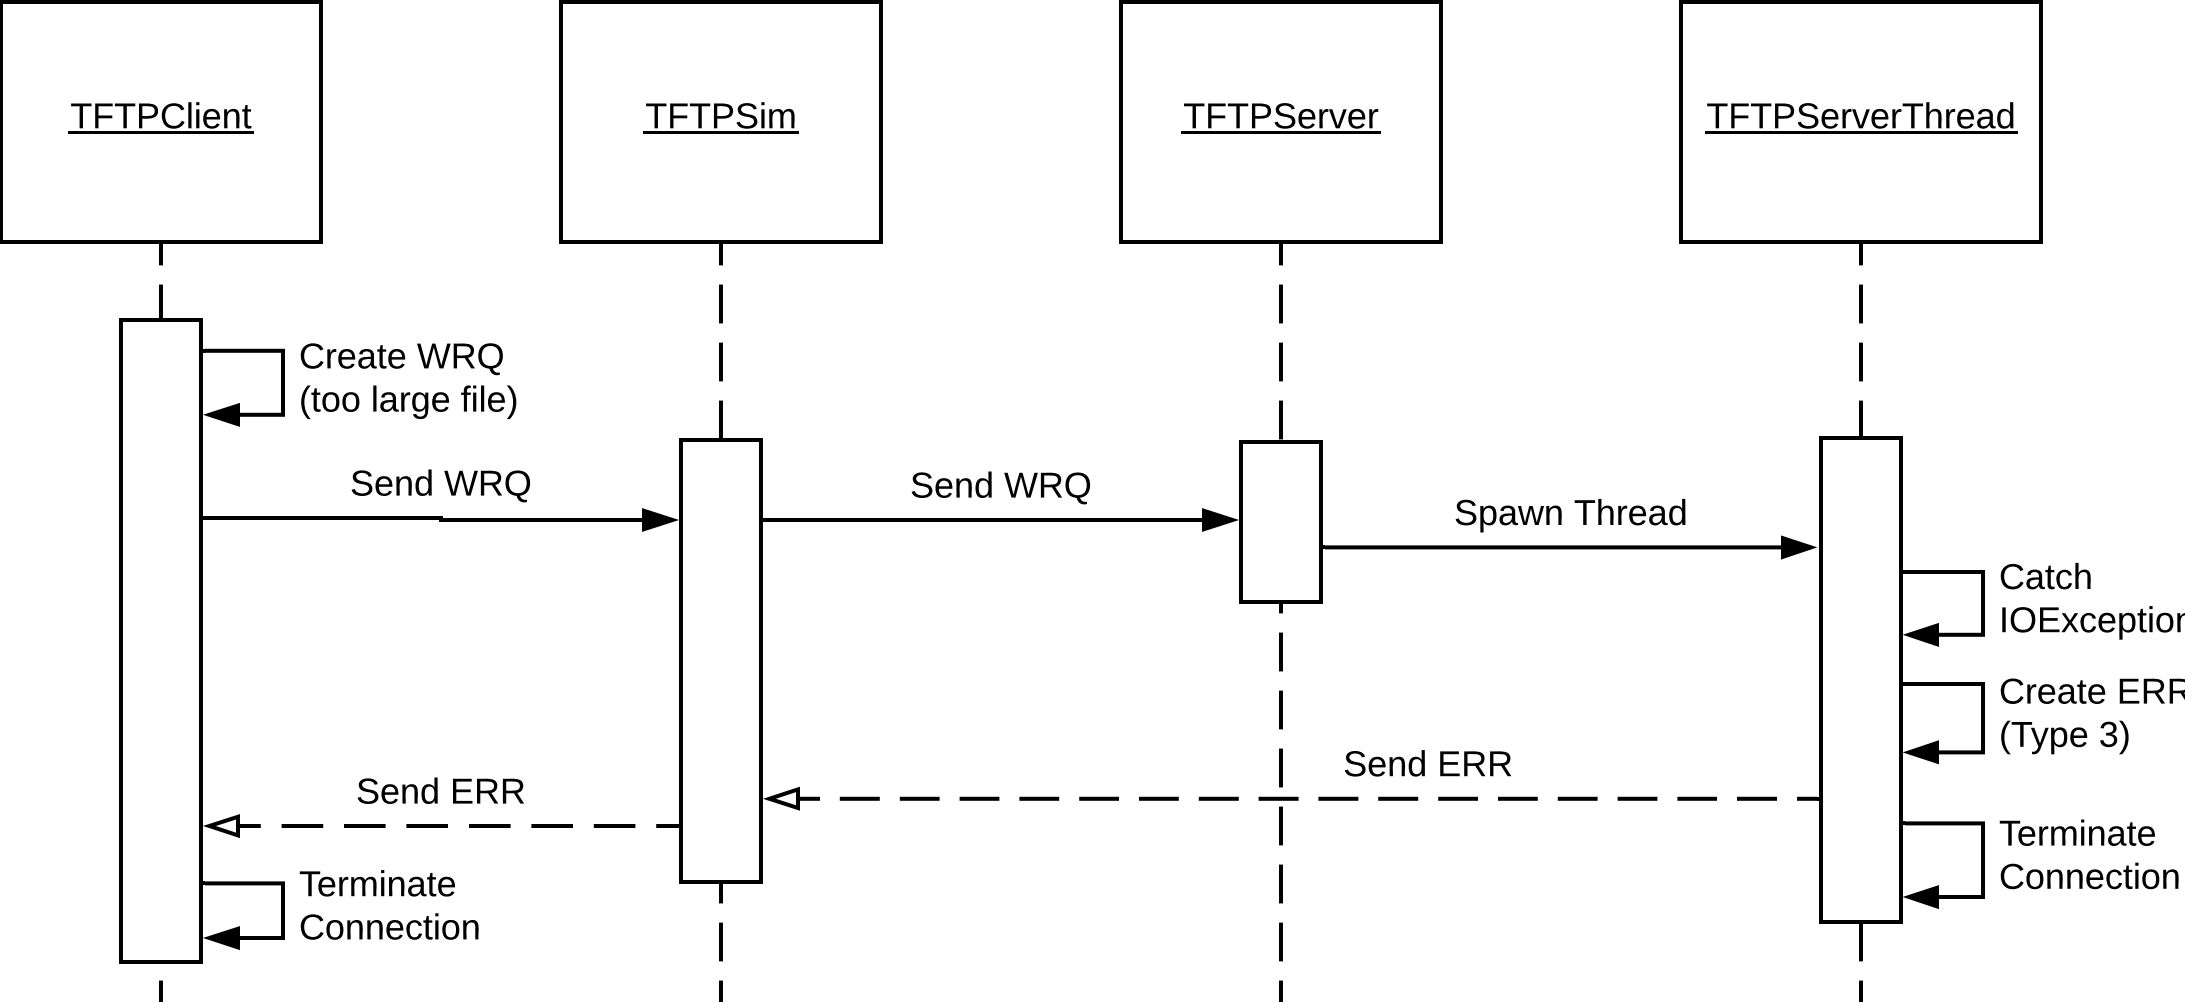 TFTPClient
TFTPSim
TFTPServer
TFTPServerThread
Create WRQ
(too large file)
Send WRQ
Send WRQ
Spawn Thread
Catch
IOException
Create ERR
(Type 3)
Send ERR
Send ERR
Terminate
Connection
Terminate
Connection